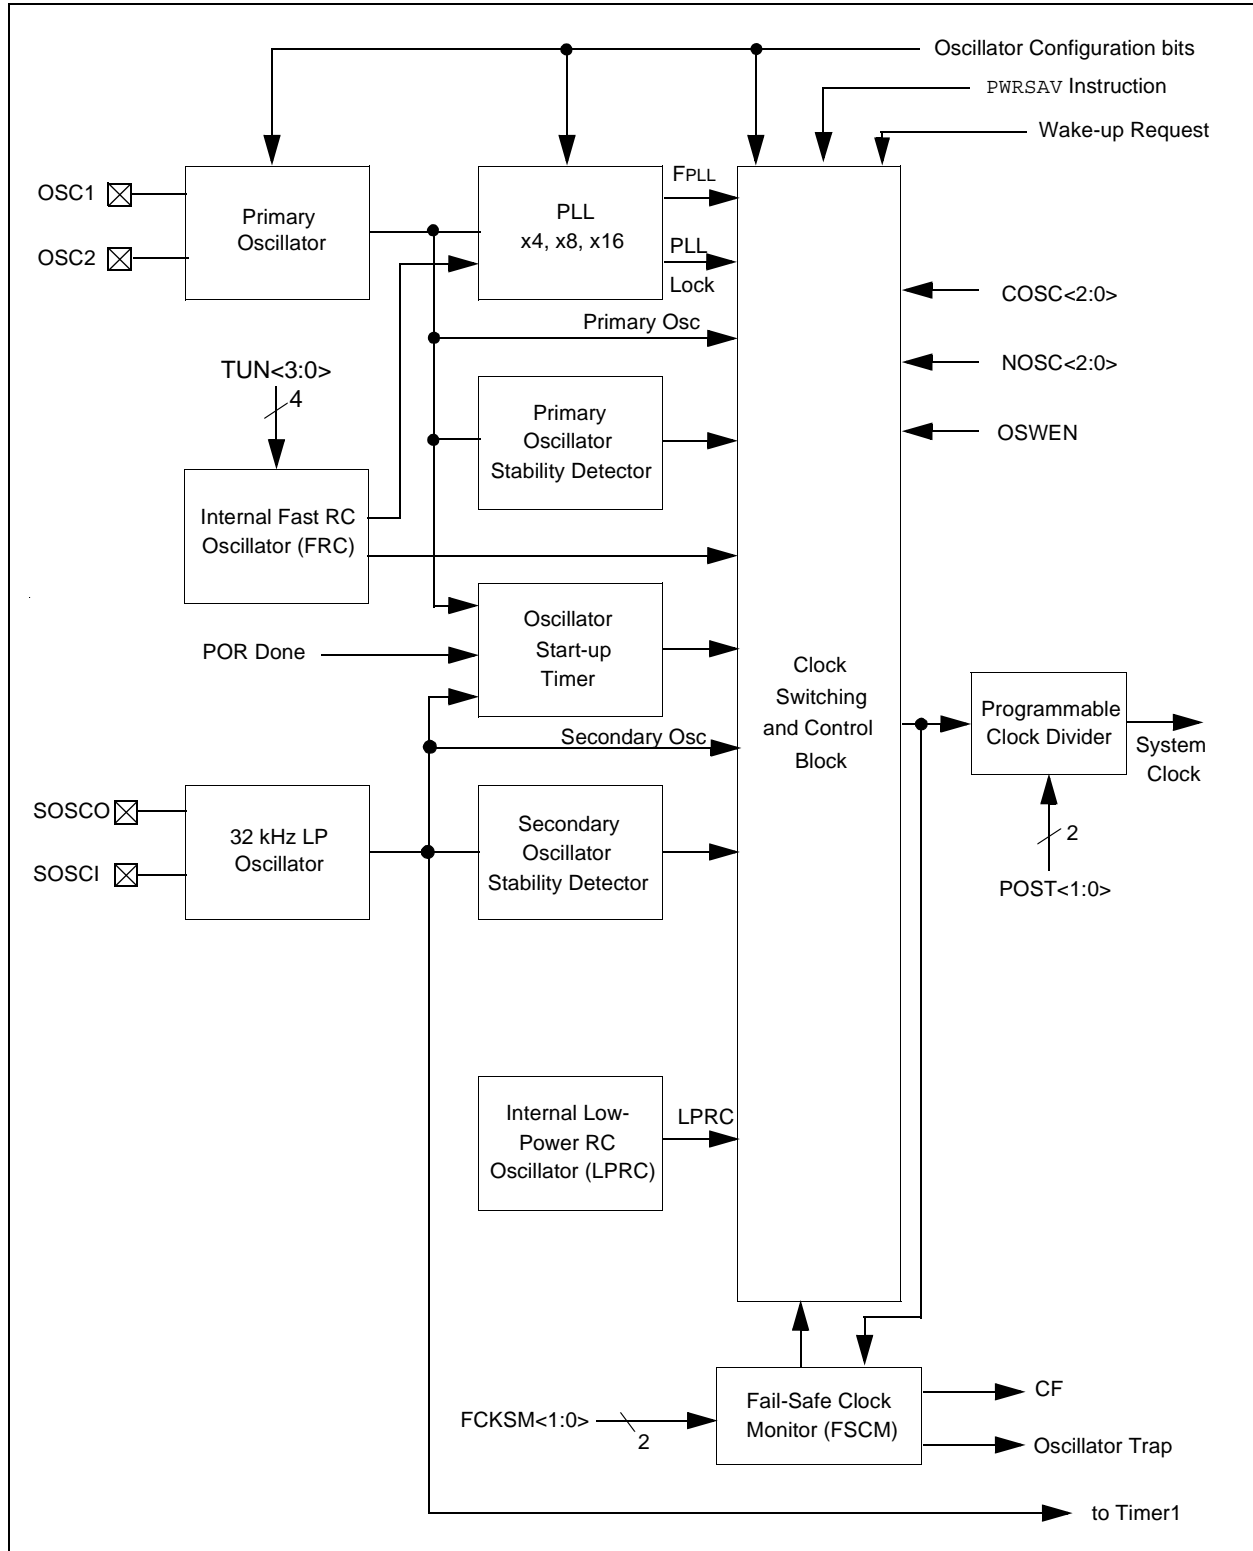 Oscillator Configuration bits
PWRSAV Instruction
Wake-up Request
OSC1
OSC2
Primary
Oscillator
PLL
x4, x8, x16
FPLL
PLL
Lock
COSC<2:0>
Primary Osc
NOSC<2:0>
TUN<3:0>
4
Primary
Oscillator
Stability Detector
OSWEN
Internal Fast RC
Oscillator (FRC)
Oscillator
Start-up
Timer
POR Done
Clock
Switching
and Control
Block
Programmable
Clock Divider
System
Clock
Secondary Osc
SOSCO
SOSCI
32 kHz LP
Oscillator
Secondary
Oscillator
Stability Detector
2
POST<1:0>
Internal Low-
Power RC
Oscillator (LPRC)
LPRC
FCKSM<1:0>
2
Fail-Safe Clock
Monitor (FSCM)
CF
Oscillator Trap
to Timer1